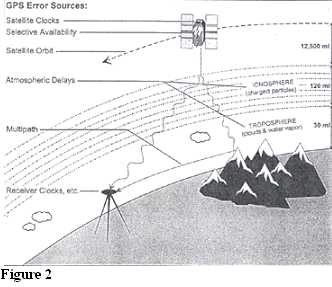 GPS Error Sources:
Satellite Clocks
Selective Availability
Satellite Orbit
12,500 mi
Atmospheric Delays
IONOSPHERE
(charged particles)
120 mi
TROPOSPHERE
(clouds & water vapor)
30 mi
Multipath
Receiver Clocks, etc.
Figure 2